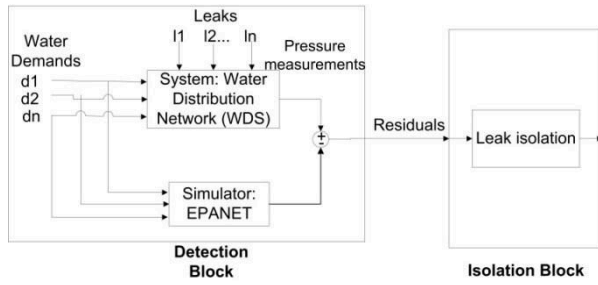 Leaks
l1 l2... ln
Water
Demands
d1
d2
dn
Pressure
measurements
System: Water
Distribution
Network (WDS)
+
-
Simulator:
EPANET
Detection
Block
Residuals
Leak isolation
Isolation Block